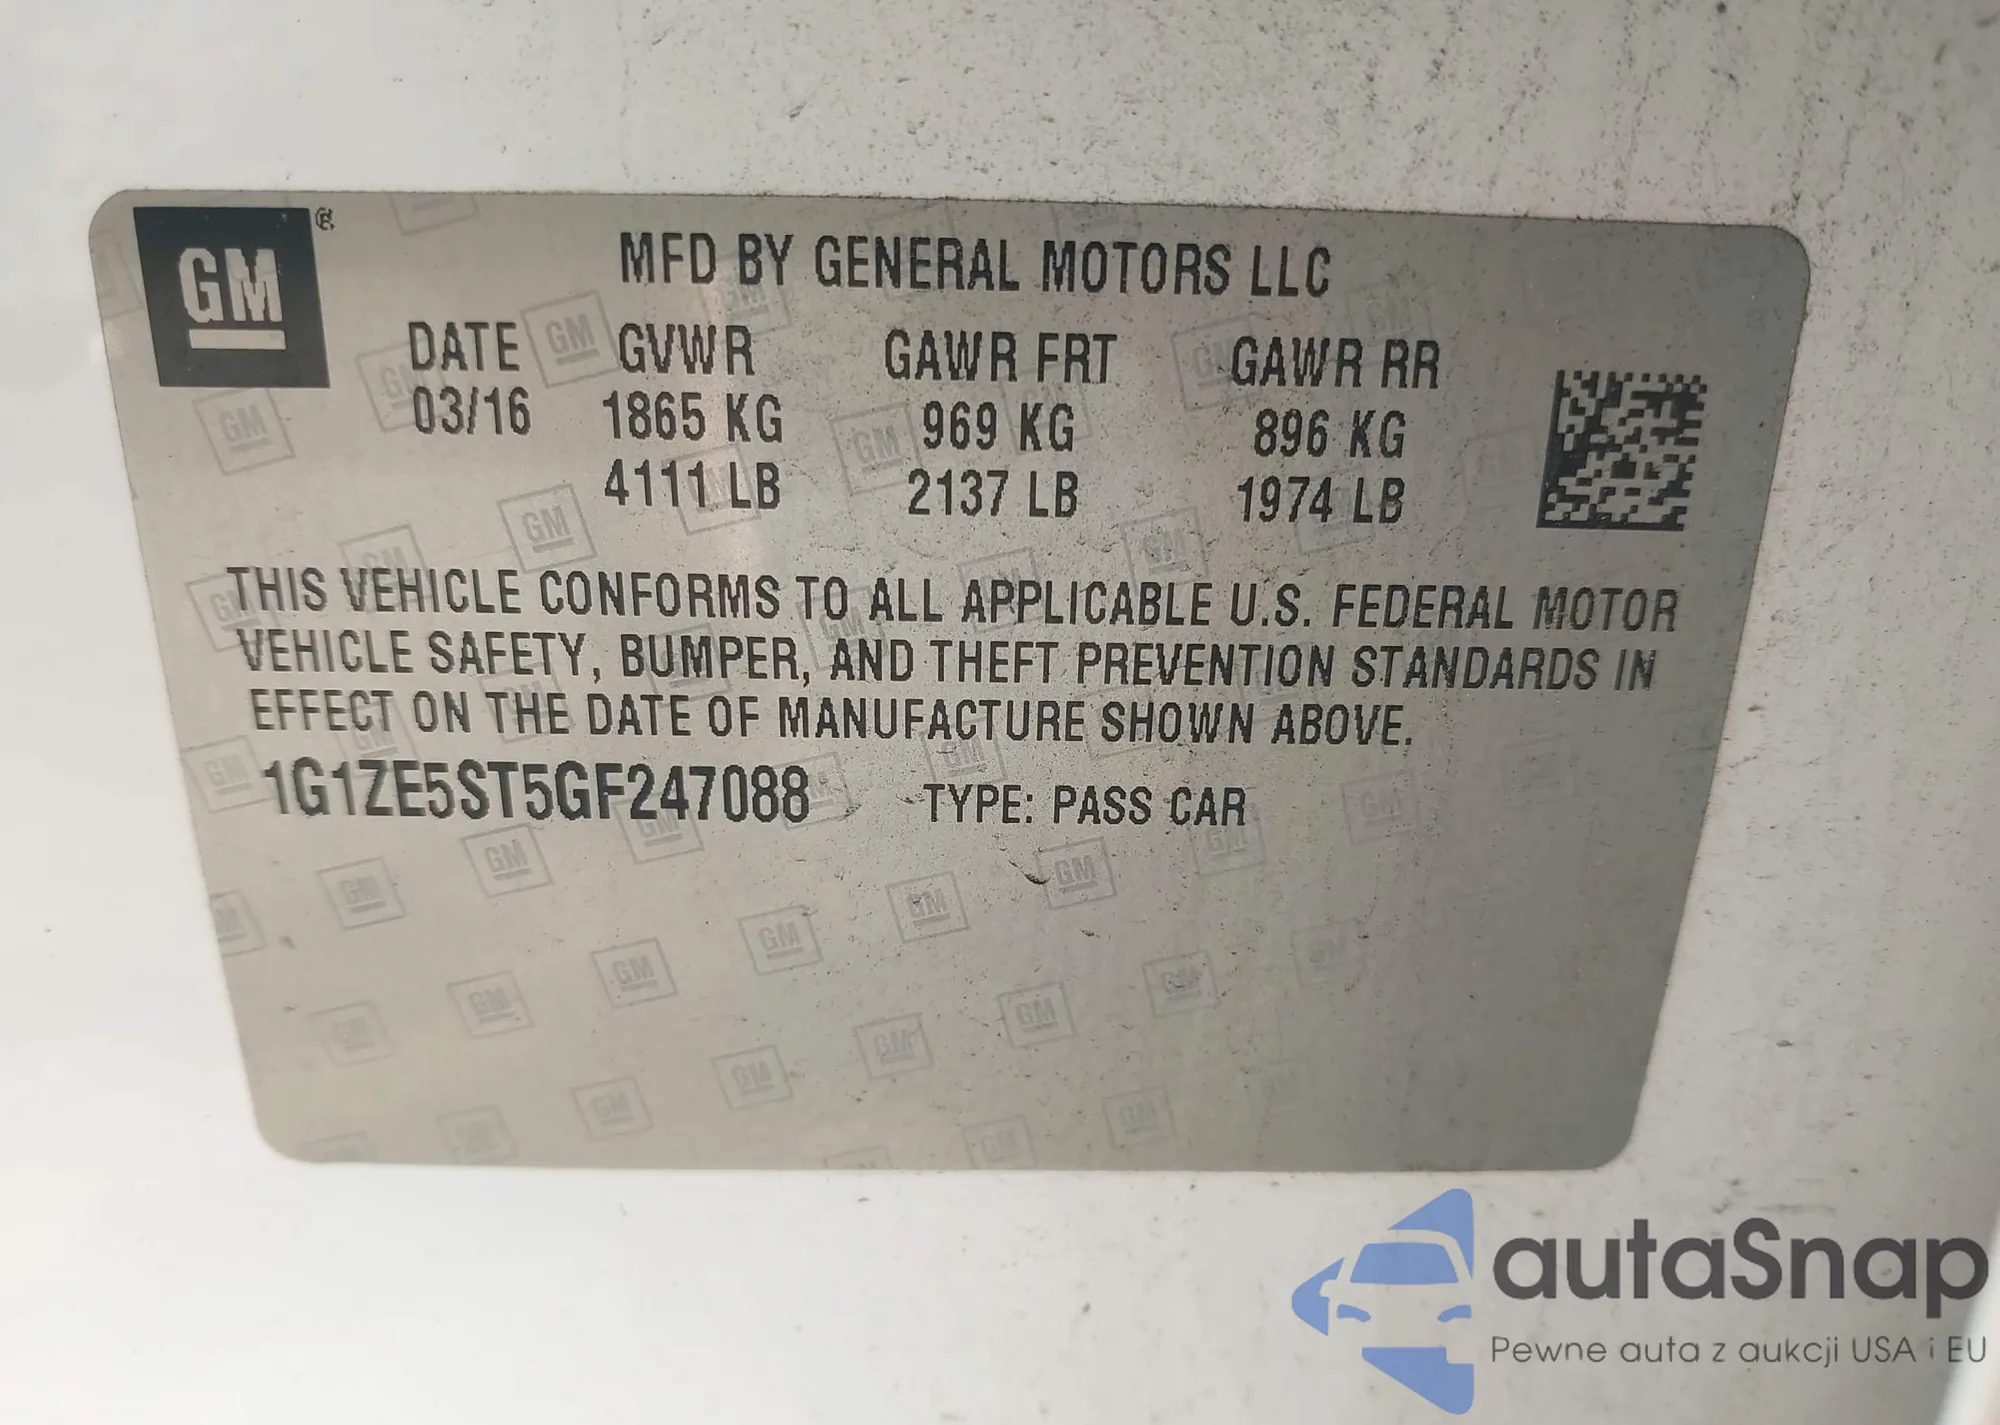 GM ®
MFD BY GENERAL MOTORS LLC
DATE GVWR GAWR FRT GAWR RR
03/16 1865 KG 969 KG 896 KG
4111 LB 2137 LB 1974 LB
THIS VEHICLE CONFORMS TO ALL APPLICABLE U.S. FEDERAL MOTOR
VEHICLE SAFETY, BUMPER, AND THEFT PREVENTION STANDARDS IN
EFFECT ON THE DATE OF MANUFACTURE SHOWN ABOVE.
1G1ZE5ST5GF247088 TYPE: PASS CAR
autaSnap
Pewne auta z aukcji USA i EU